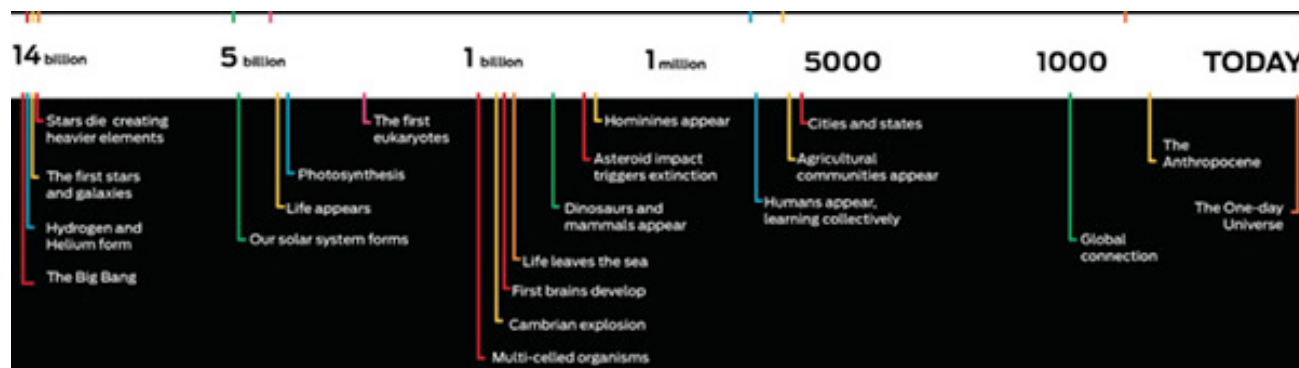 14 billion
5 billion
1 billion
1 million
5000
1000
TODAY
Stars die creating
heavier elements
The first stars
and galaxies
Hydrogen and
Helium form
The Big Bang
The first
eukaryotes
Photosynthesis
Life appears
Our solar system forms
Hominines appear
Asteroid impact
triggers extinction
Dinosaurs and
mammals appear
Life leaves the sea
First brains develop
Cambrian explosion
Multi-celled organisms
Cities and states
Agricultural
communities appear
Humans appear,
learning collectively
The
Anthropocene
Global
connection
The One-day
Universe